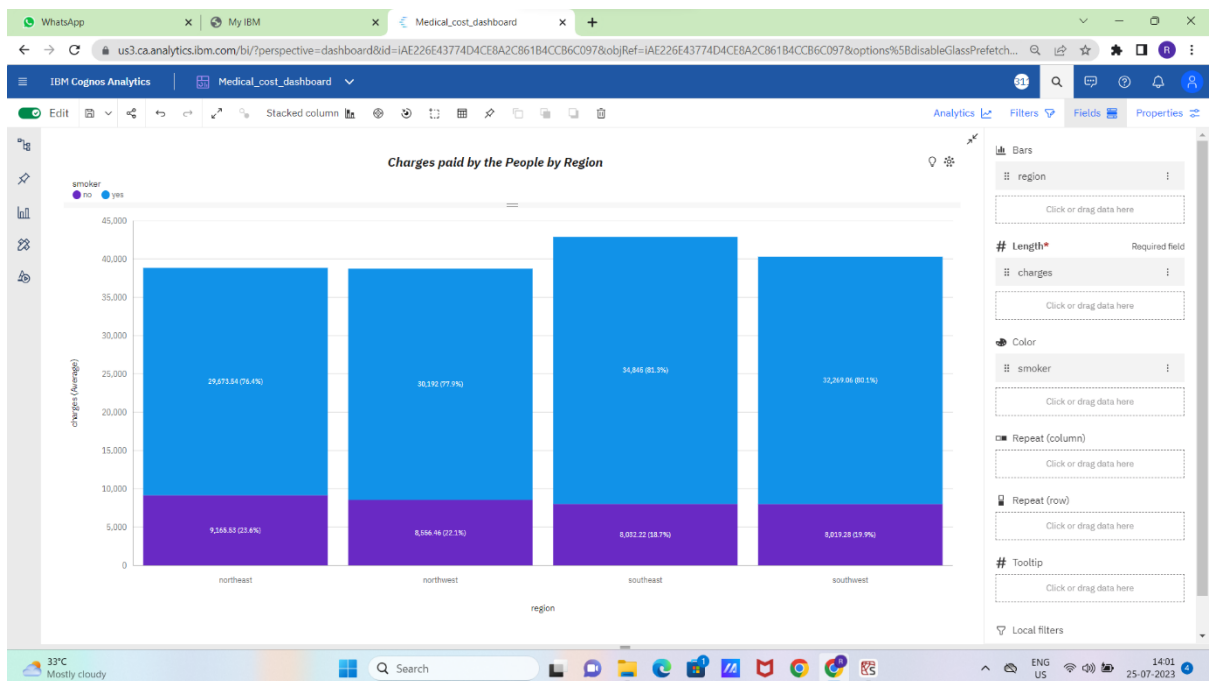 WhatsApp
My IBM
Medical_cost_dashboard
us3.ca.analytics.ibm.com/bi/?perspective=dashboard&id=iAE226E43774D4CE8A2C861B4CCB6C097&objRef=iAE226E43774D4CE8A2C861B4CCB6C097&options%5BdisableGlassPrefetch...
R
IBM Cognos Analytics
Medical_cost_dashboard
Edit
Stacked column
Analytics
Filters
Fields
Properties
Charges paid by the People by Region
smoker
no yes
45,000
40,000
35,000
30,000
25,000
20,000
15,000
10,000
5,000
0
charges (Average)
29,673.54 (76.4%)
30,192 (77.9%)
34,845 (81.3%)
32,269.06 (80.1%)
9,165.53 (23.6%)
8,556.46 (22.1%)
8,032.22 (18.7%)
8,019.28 (19.9%)
northeast
northwest
southeast
southwest
region
Bars
region
Click or drag data here
Length* Required field
charges
Click or drag data here
Color
smoker
Click or drag data here
Repeat (column)
Click or drag data here
Repeat (row)
Click or drag data here
Tooltip
Click or drag data here
Local filters
33°C
Mostly cloudy
Search
ENG
US
14:01
25-07-2023
4